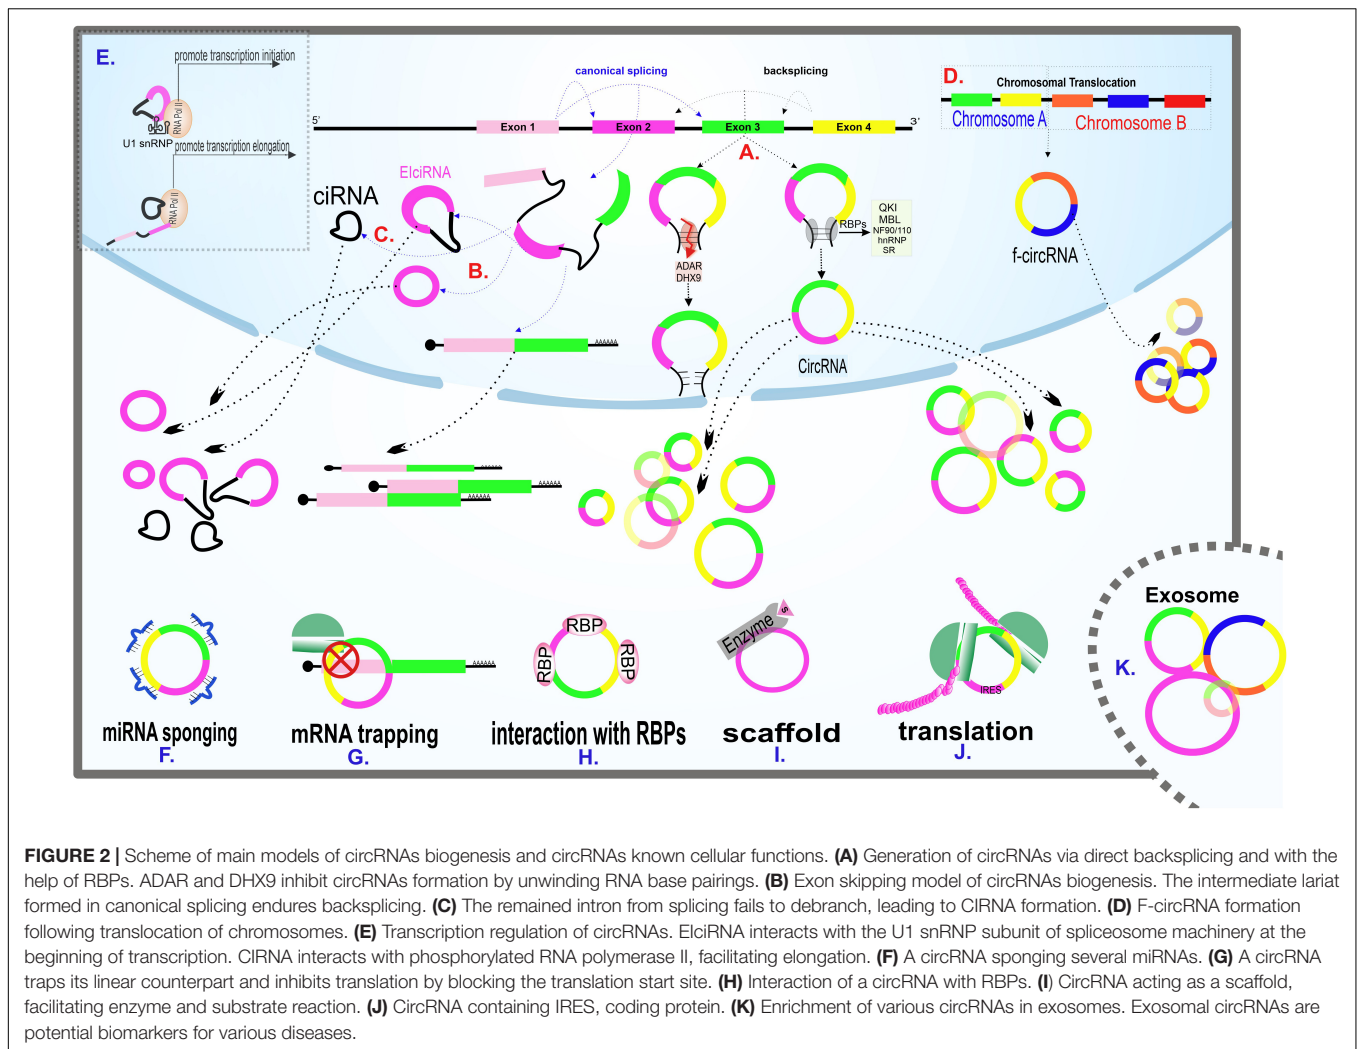 E.
promote transcription initiation
RNA Pol II
U1 snRNP
promote transcription elongation
RNA Pol II
canonical splicing
backsplicing
5'
Exon 1
Exon 2
Exon 3
Exon 4
3'
A.
D.
Chromosomal Translocation
Chromosome A
Chromosome B
ciRNA
EIciRNA
C.
B.
ADAR
DHX9
RBPs
QKI
MBL
NF90/110
hnRNP
SR
f-circRNA
AAAAAA
CircRNA
AAAAAA
AAAAAA
AAAAAA
miRNA sponging
F.
AAAAAA
mRNA trapping
G.
RBP
RBP
RBP
interaction with RBPs
H.
Enzyme
S
scaffold
I.
IRES
translation
J.
Exosome
K.
FIGURE 2 | Scheme of main models of circRNAs biogenesis and circRNAs known cellular functions. (A) Generation of circRNAs via direct backsplicing and with the
help of RBPs. ADAR and DHX9 inhibit circRNAs formation by unwinding RNA base pairings. (B) Exon skipping model of circRNAs biogenesis. The intermediate lariat
formed in canonical splicing endures backsplicing. (C) The remained intron from splicing fails to debranch, leading to CIRNA formation. (D) F-circRNA formation
following translocation of chromosomes. (E) Transcription regulation of circRNAs. EIciRNA interacts with the U1 snRNP subunit of spliceosome machinery at the
beginning of transcription. CIRNA interacts with phosphorylated RNA polymerase II, facilitating elongation. (F) A circRNA sponging several miRNAs. (G) A circRNA
traps its linear counterpart and inhibits translation by blocking the translation start site. (H) Interaction of a circRNA with RBPs. (I) CircRNA acting as a scaffold,
facilitating enzyme and substrate reaction. (J) CircRNA containing IRES, coding protein. (K) Enrichment of various circRNAs in exosomes. Exosomal circRNAs are
potential biomarkers for various diseases.